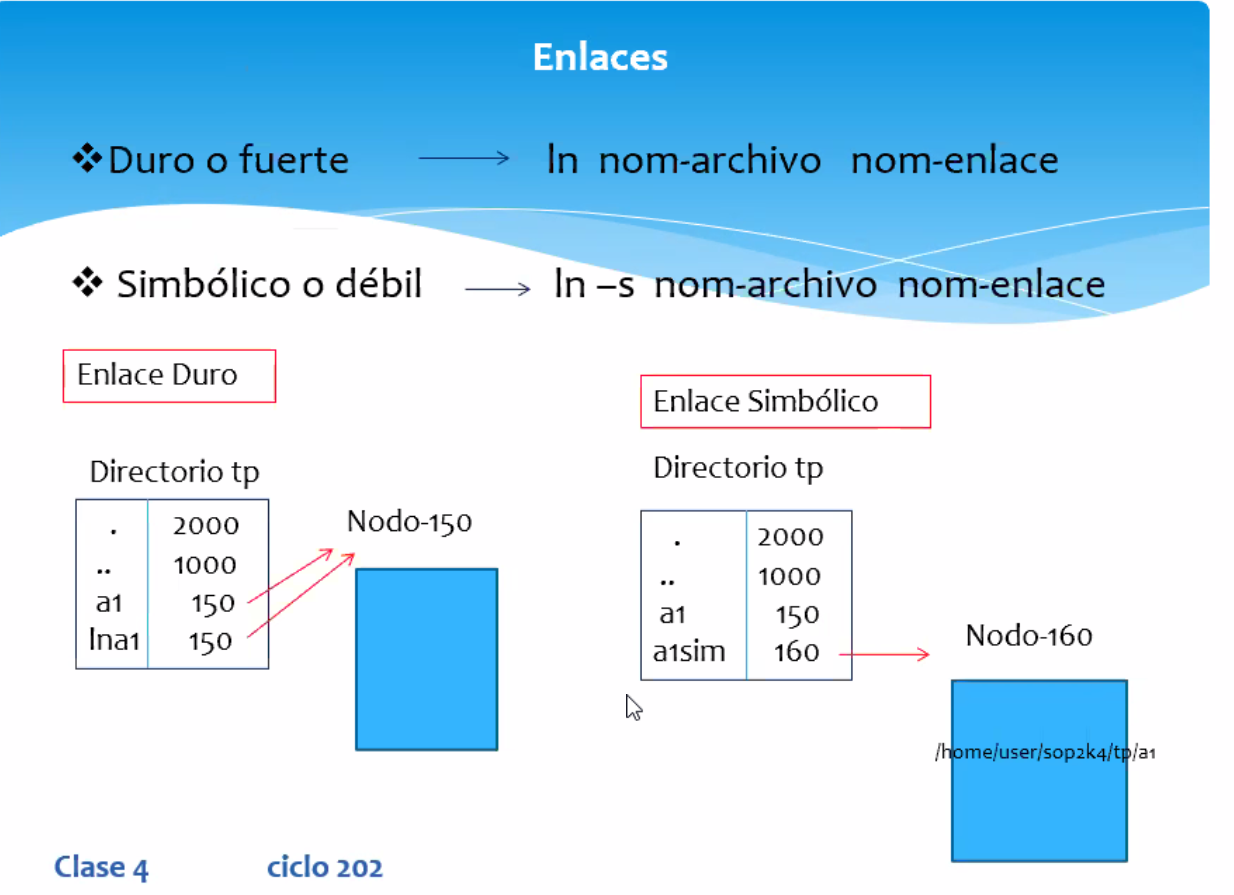 Enlaces
❖Duro o fuerte ln nom-archivo nom-enlace
❖ Simbólico o débil ln –s nom-archivo nom-enlace
Enlace Duro
Directorio tp
. 2000
.. 1000
a1 150
lna1 150
Nodo-150
Enlace Simbólico
Directorio tp
. 2000
.. 1000
a1 150
a1sim 160
Nodo-160
/home/user/sop2k4/tp/a1
Clase 4 ciclo 202